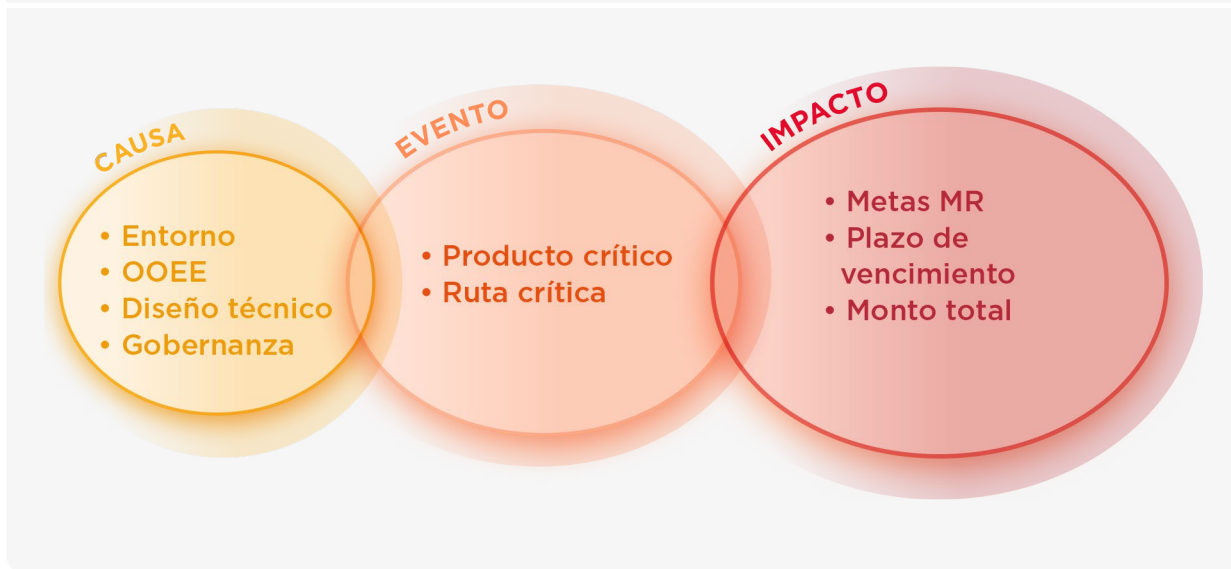 CAUSA
• Entorno
• OOEE
• Diseño técnico
• Gobernanza
EVENTO
• Producto crítico
• Ruta crítica
IMPACTO
• Metas MR
• Plazo de
vencimiento
• Monto total